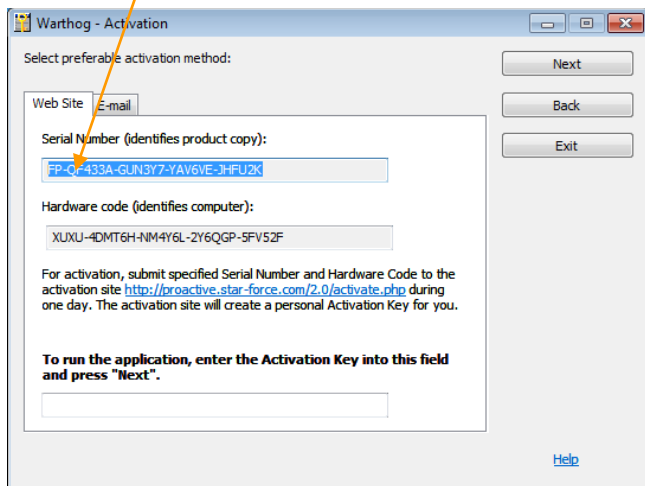 Warthog - Activation
Select preferable activation method:
Next
Web Site E-mail
Back
Serial Number (identifies product copy):
Exit
FP-QF433A-GUN3Y7-YAV6VE-JHFU2K
Hardware code (identifies computer):
XUXU-4DMT6H-NM4Y6L-2Y6QGP-5FV52F
For activation, submit specified Serial Number and Hardware Code to the
activation site http://proactive.star-force.com/2.0/activate.php during
one day. The activation site will create a personal Activation Key for you.
To run the application, enter the Activation Key into this field
and press "Next".
Help